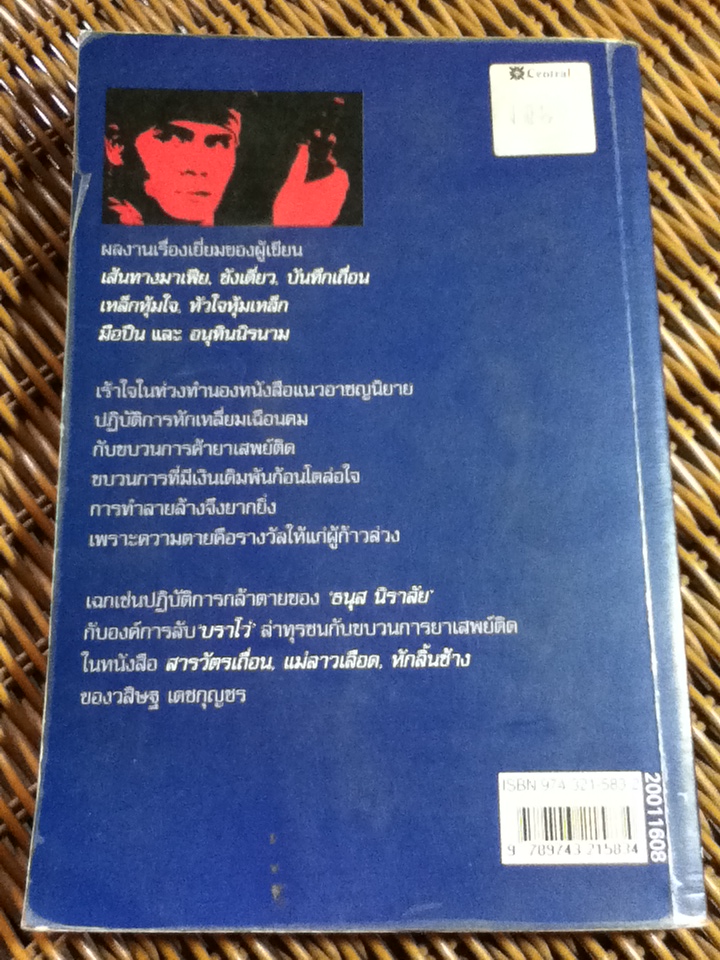 Central
ผลงานเรื่องเยี่ยมของผู้เขียน
เส้นทางมาเฟีย, ยังเตียว, บันทึกเถื่อน
เหล็กหุ้มใจ, หัวใจหุ้มเหล็ก
มือปืน และ อนุทินนิรนาม
เร้าใจในท่วงทำนองหนังสือแนวอาชญนิยาย
ปฏิบัติการหักเหลี่ยมเฉือนคม
กับขบวนการค้ายาเสพย์ติด
ขบวนการที่มีเงินเดิมพันก้อนโตล่อใจ
การทำลายล้างจึงยากยิ่ง
เพราะความตายคือรางวัลให้แก่ผู้ก้าวล่วง
เฉกเช่นปฏิบัติการกล้าตายของ 'ธนุส นิราลัย'
กับองค์การลับ'บราโว่' ล่าทุรชนกับขบวนการยาเสพย์ติด
ในหนังสือ สารวัตรเถื่อน, แม่ลาวเลือด, หักลิ้นช้าง
ของวสิษฐ เดชกุญชร
ISBN 974-321-583-2
9 789743 215834
20011608